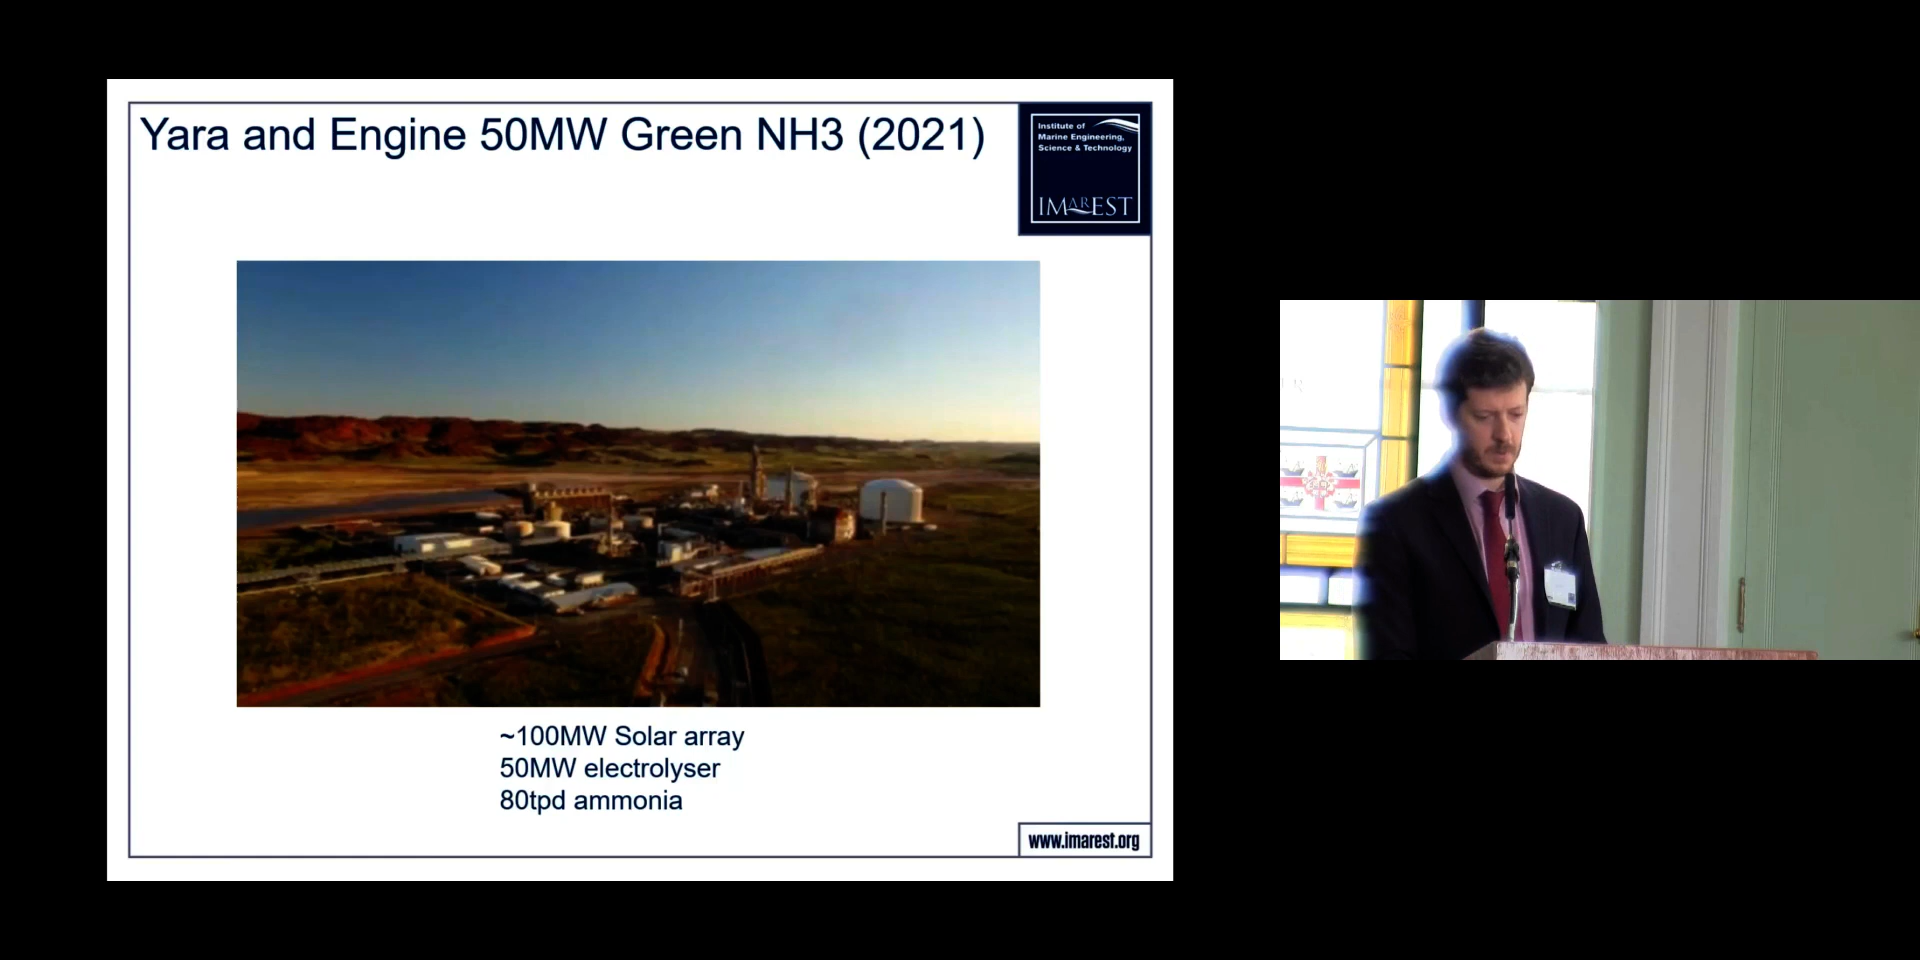 Yara and Engine 50MW Green NH3 (2021)
Institute of
Marine Engineering,
Science & Technology
IMAREST
~100MW Solar array
50MW electrolyser
80tpd ammonia
www.imarest.org